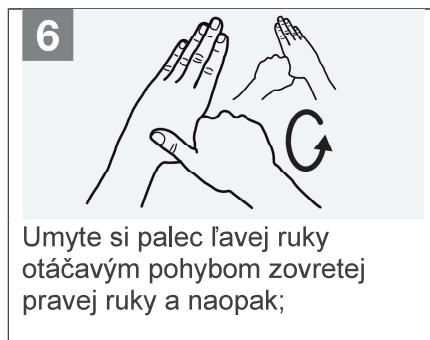 6
Umyte si palec ľavej ruky
otáčavým pohybom zovretej
pravej ruky a naopak;